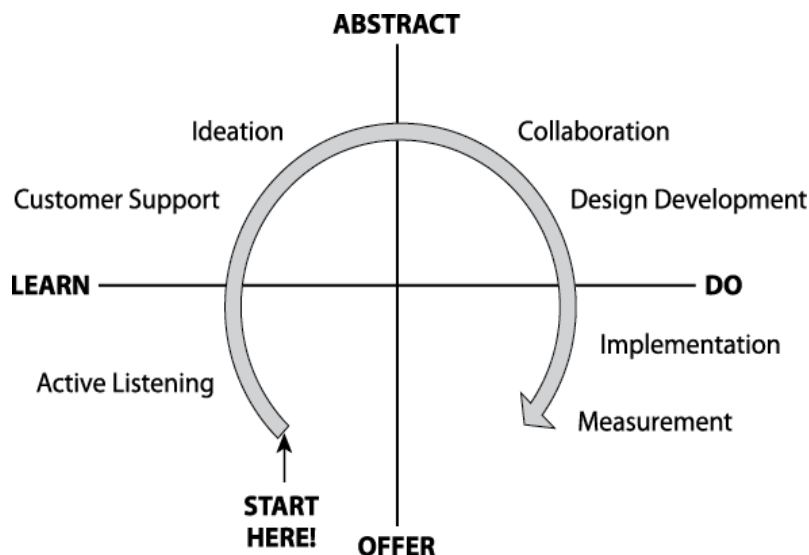 ABSTRACT
Ideation
Collaboration
Customer Support
Design Development
LEARN
DO
Implementation
Active Listening
Measurement
START
HERE!
OFFER